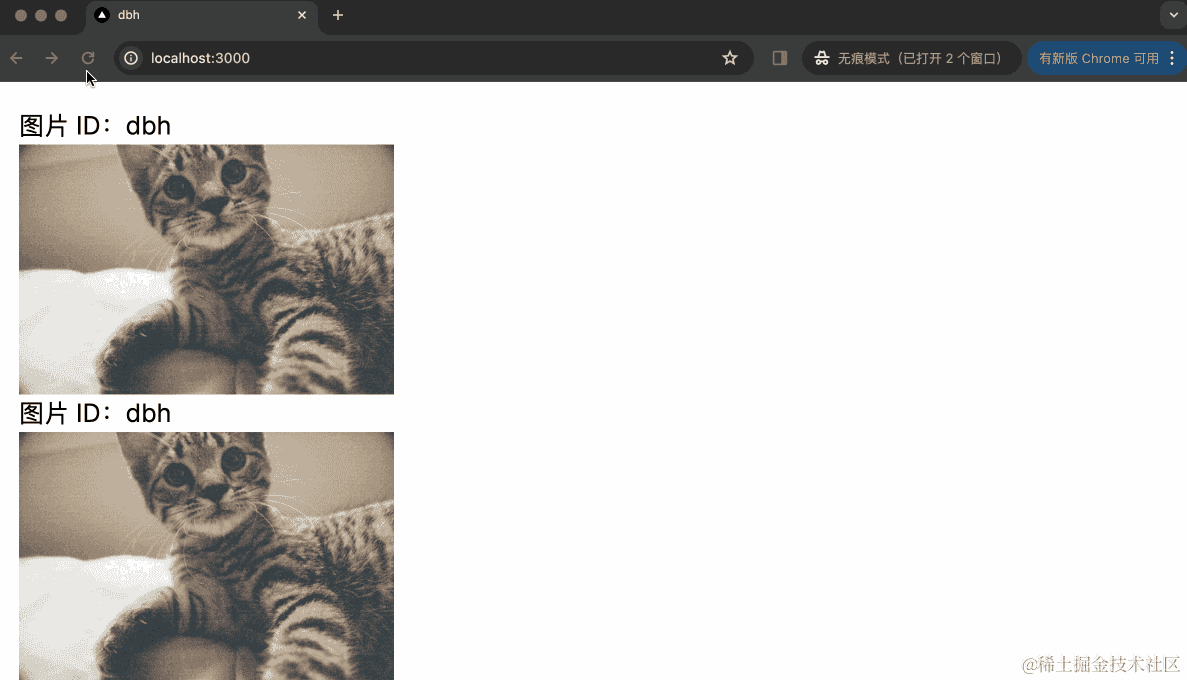 dbh
localhost:3000
无痕模式（已打开 2 个窗口）
有新版 Chrome 可用
图片 ID：dbh
图片 ID：dbh
@稀土掘金技术社区